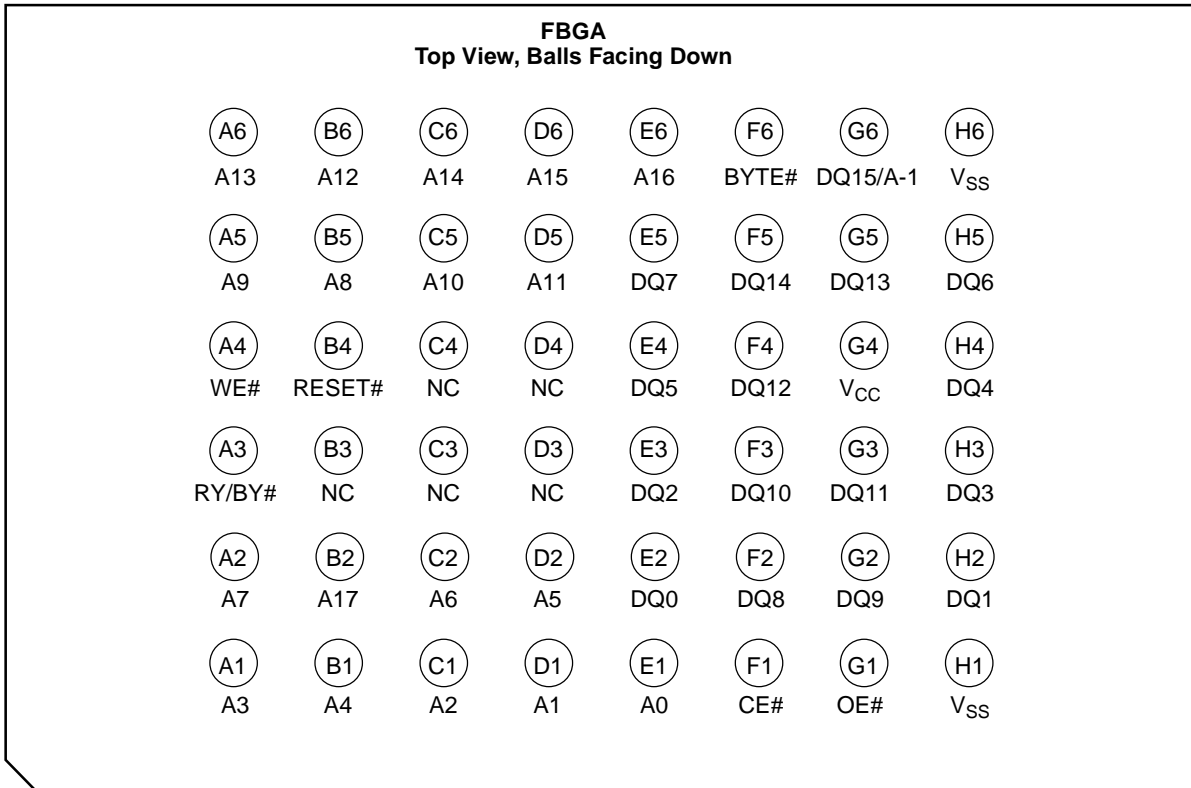 FBGA
Top View, Balls Facing Down
A6 B6 C6 D6 E6 F6 G6 H6
A13 A12 A14 A15 A16 BYTE# DQ15/A-1 VSS
A5 B5 C5 D5 E5 F5 G5 H5
A9 A8 A10 A11 DQ7 DQ14 DQ13 DQ6
A4 B4 C4 D4 E4 F4 G4 H4
WE# RESET# NC NC DQ5 DQ12 VCC DQ4
A3 B3 C3 D3 E3 F3 G3 H3
RY/BY# NC NC NC DQ2 DQ10 DQ11 DQ3
A2 B2 C2 D2 E2 F2 G2 H2
A7 A17 A6 A5 DQ0 DQ8 DQ9 DQ1
A1 B1 C1 D1 E1 F1 G1 H1
A3 A4 A2 A1 A0 CE# OE# VSS